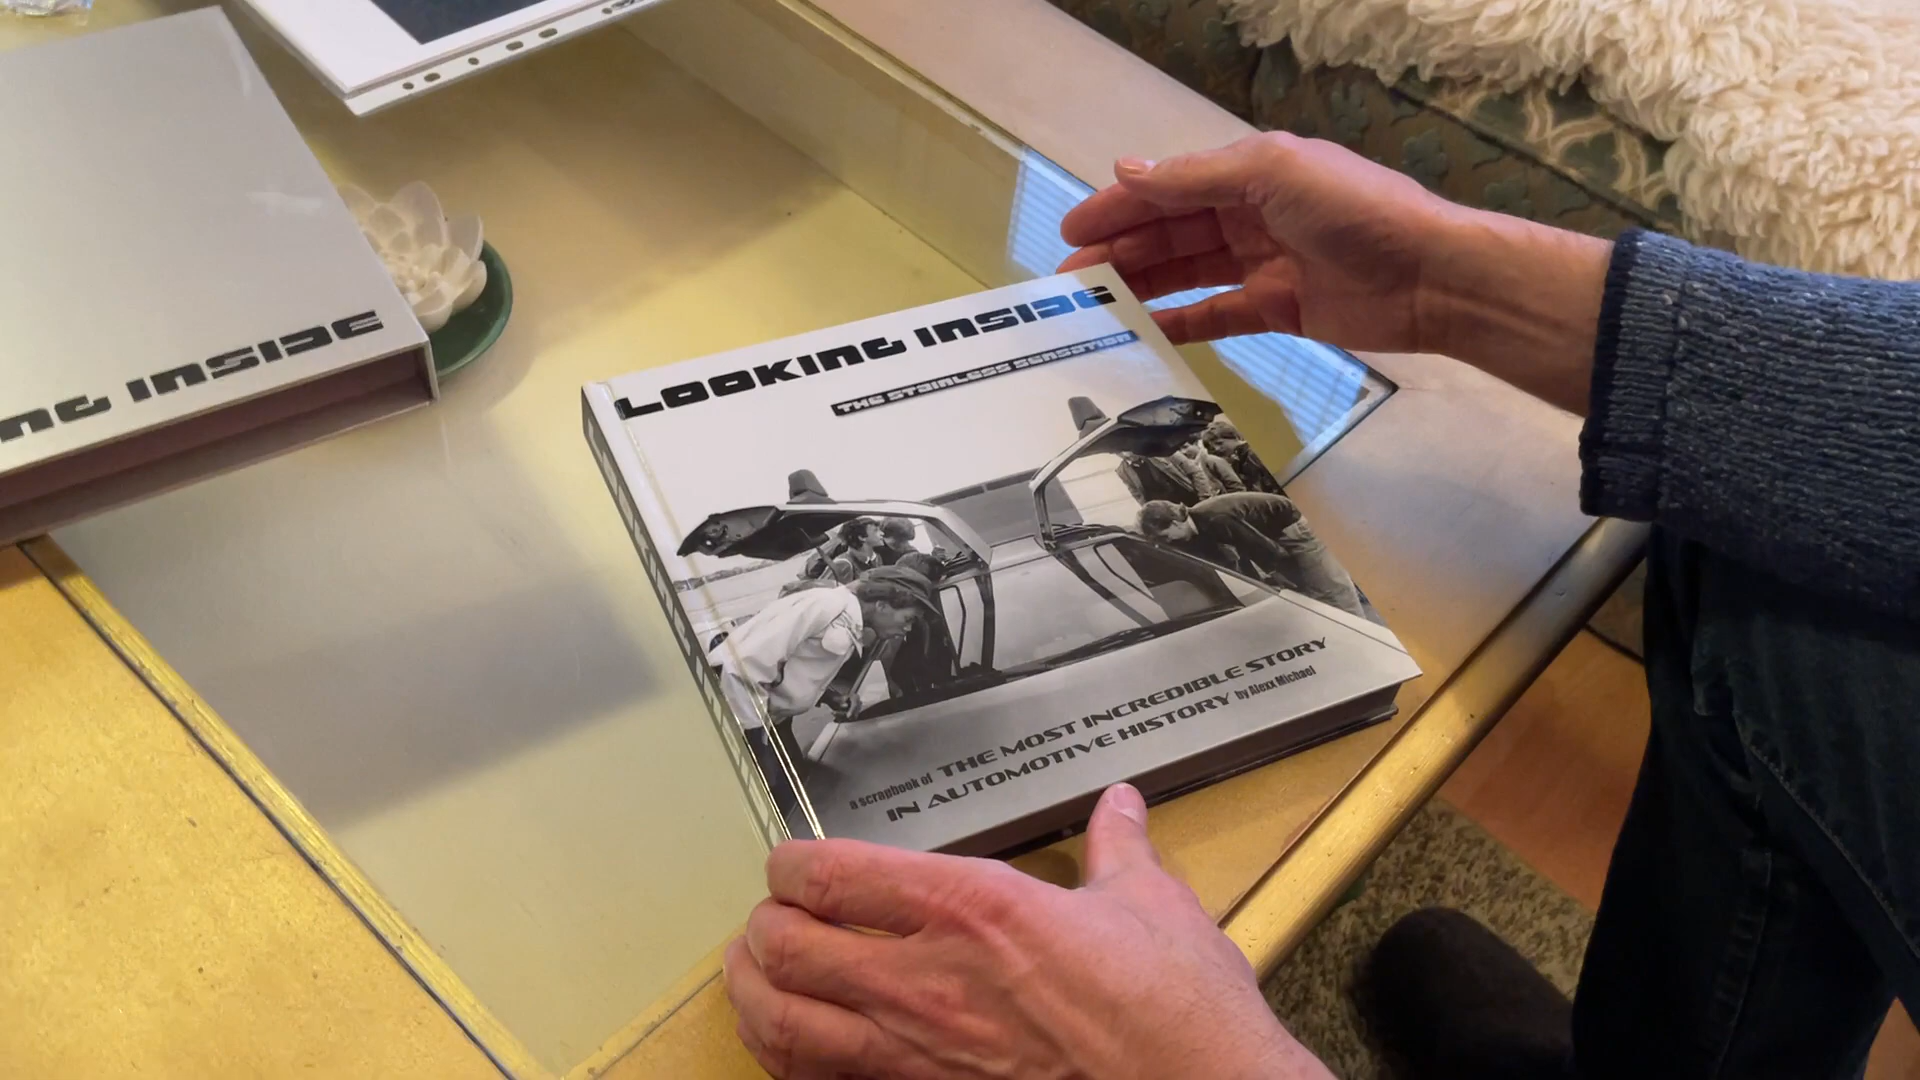 LOOKING INSIDE
THE STAINLESS SENSATION
a scrapbook of THE MOST INCREDIBLE STORY
IN AUTOMOTIVE HISTORY by Alexx Michael
NG INSIDE